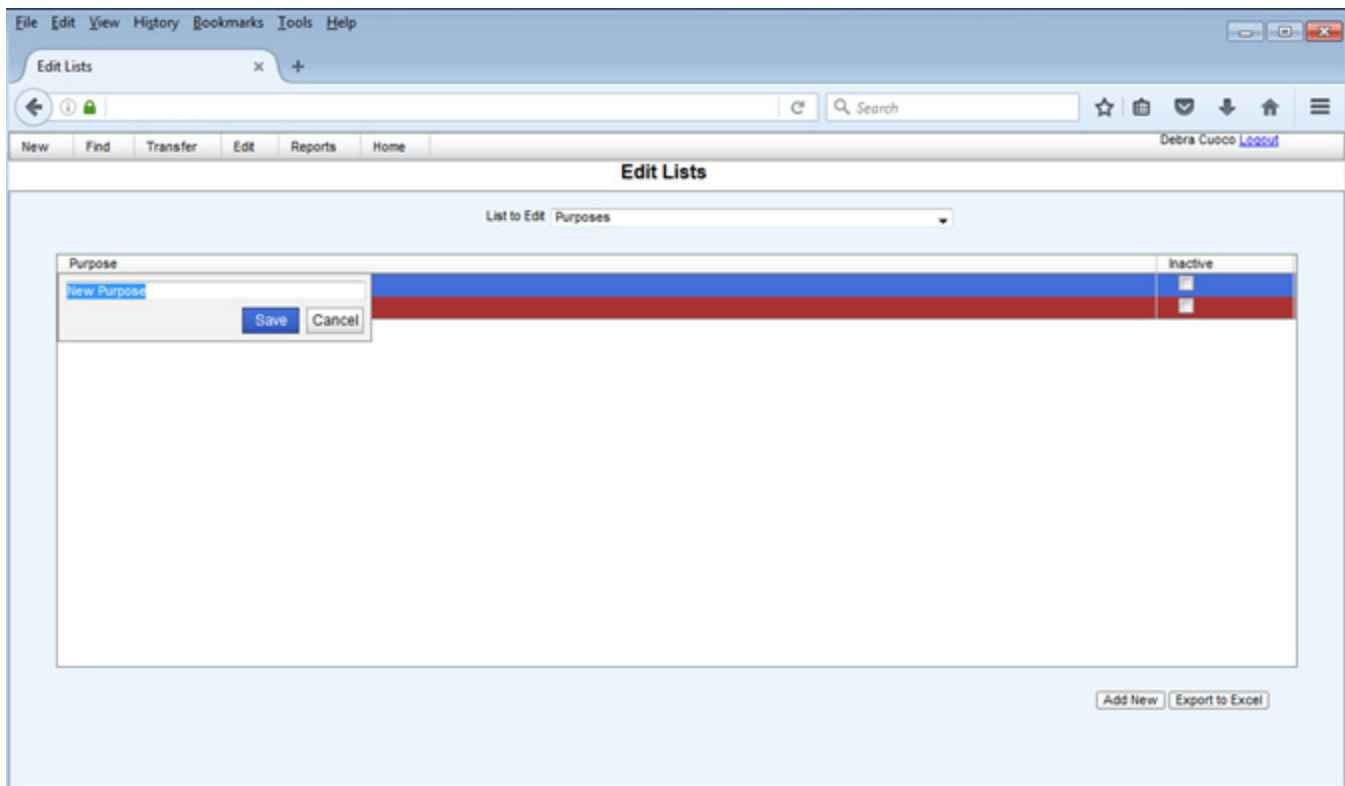 File Edit View History Bookmarks Tools Help
Edit Lists
Search
New Find Transfer Edit Reports Home Debra Cuoco Logout
Edit Lists
List to Edit Purposes
Purpose Inactive
New Purpose
Save Cancel
Add New Export to Excel